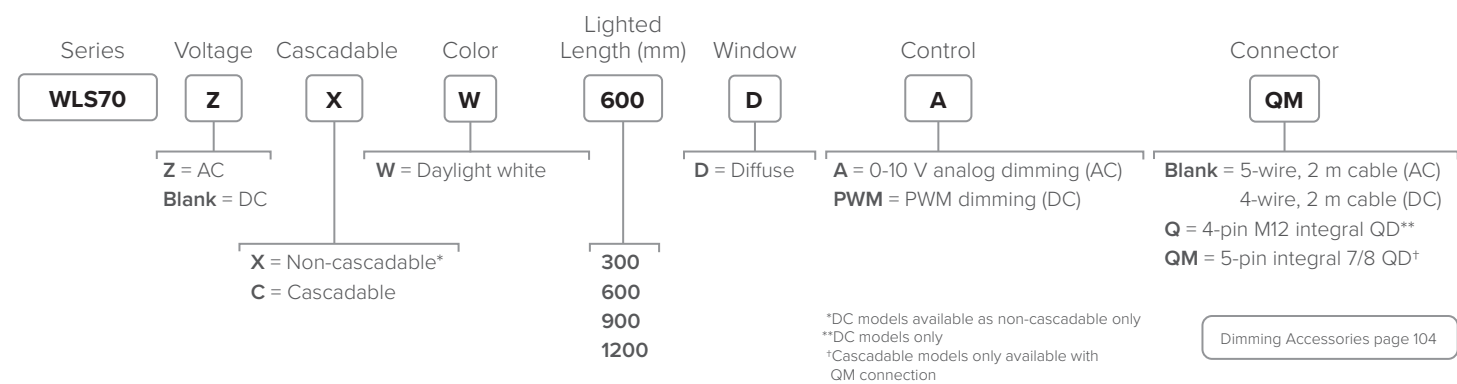 Series
Voltage
Cascadable
Color
Lighted
Length (mm)
Window
Control
Connector
WLS70
Z
X
W
600
D
A
QM
Z = AC
Blank = DC
W = Daylight white
D = Diffuse
A = 0-10 V analog dimming (AC)
PWM = PWM dimming (DC)
Blank = 5-wire, 2 m cable (AC)
4-wire, 2 m cable (DC)
Q = 4-pin M12 integral QD**
QM = 5-pin integral 7/8 QD†
X = Non-cascadable*
C = Cascadable
300
600
900
1200
*DC models available as non-cascadable only
**DC models only
†Cascadable models only available with
QM connection
Dimming Accessories page 104